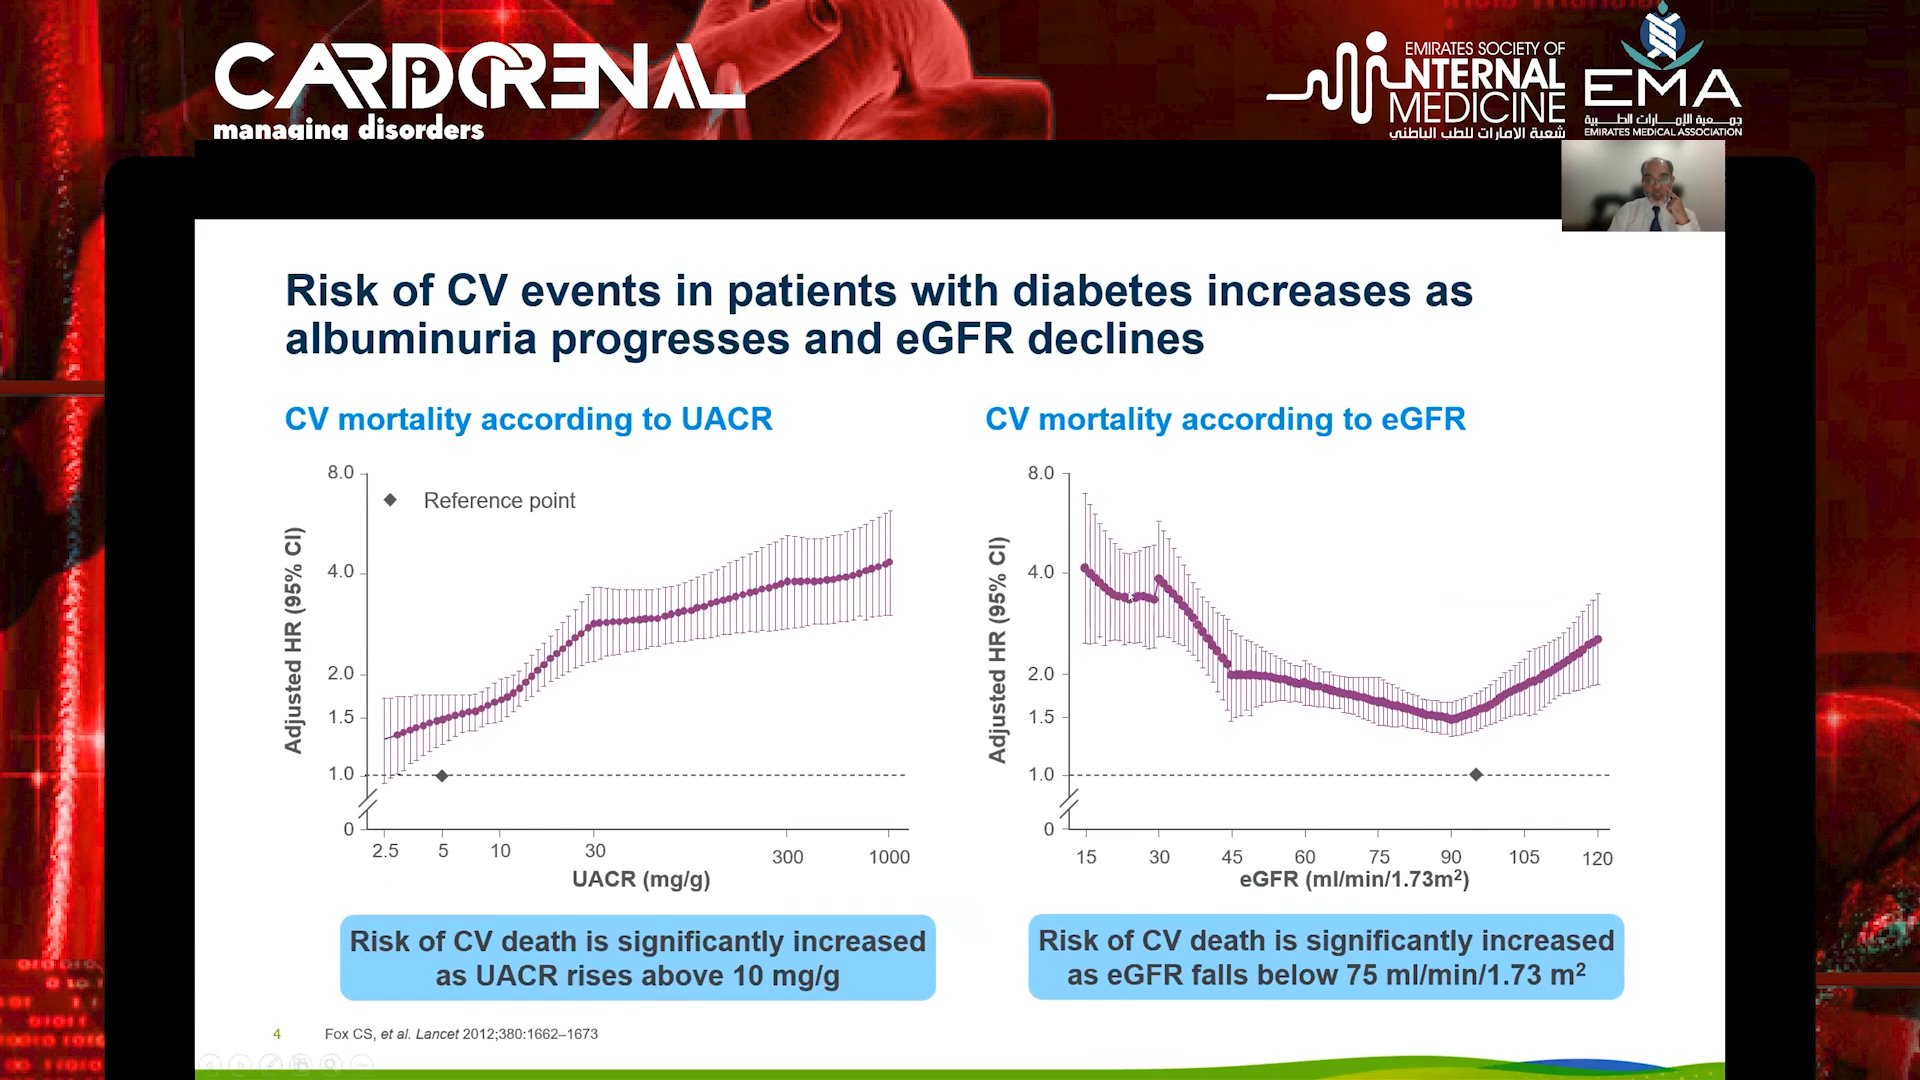 CARDIORENAL
managing disorders
EMIRATES SOCIETY OF
INTERNAL
MEDICINE
شعبة الامارات للطب الباطني
EMA
جمعية الإمارات الطبية
EMIRATES MEDICAL ASSOCIATION
Risk of CV events in patients with diabetes increases as
albuminuria progresses and eGFR declines
CV mortality according to UACR
8.0
4.0
2.0
1.5
1.0
0
Adjusted HR (95% CI)
Reference point
2.5 5 10 30 300 1000
UACR (mg/g)
Risk of CV death is significantly increased
as UACR rises above 10 mg/g
CV mortality according to eGFR
8.0
4.0
2.0
1.5
1.0
0
Adjusted HR (95% CI)
15 30 45 60 75 90 105 120
eGFR (ml/min/1.73m²)
Risk of CV death is significantly increased
as eGFR falls below 75 ml/min/1.73 m²
4 Fox CS, et al. Lancet 2012;380:1662–1673